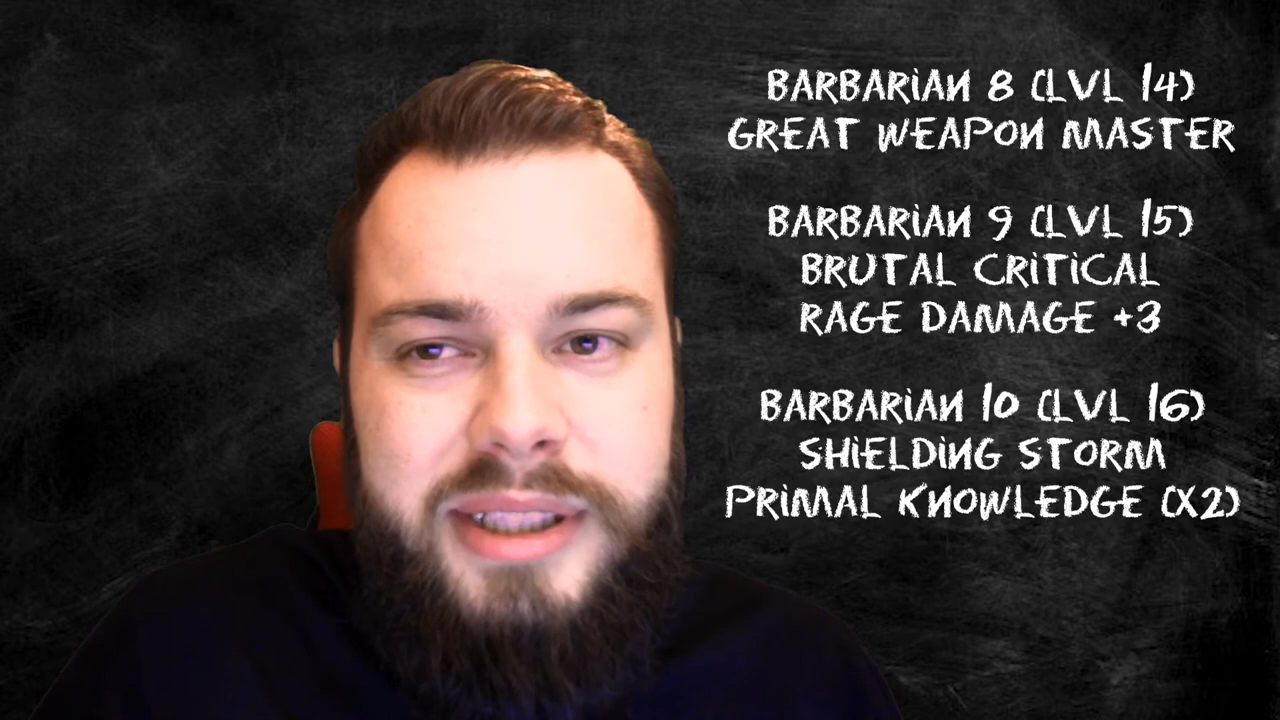 BARBARIAN 8 (LVL 14)
GREAT WEAPON MASTER
BARBARIAN 9 (LVL 15)
BRUTAL CRITICAL
RAGE DAMAGE +3
BARBARIAN 10 (LVL 16)
SHIELDING STORM
PRIMAL KNOWLEDGE (X2)